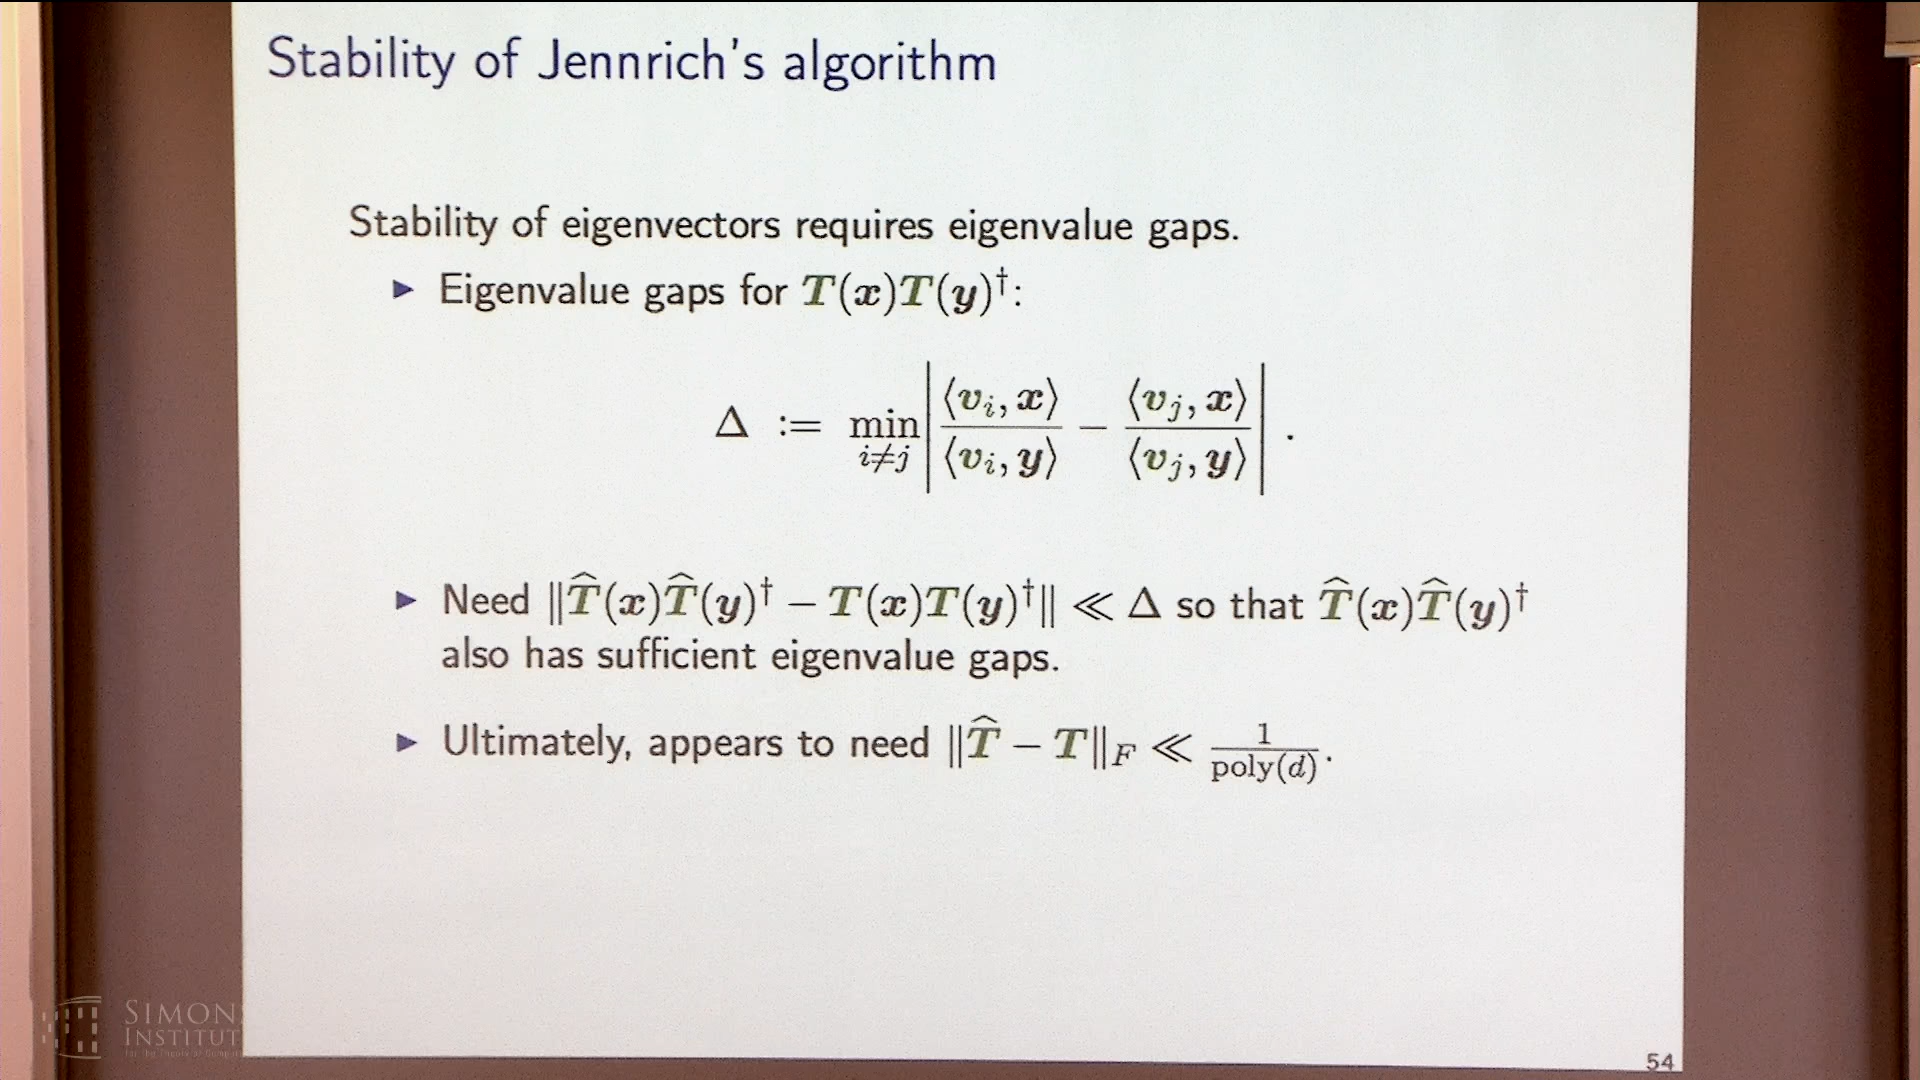 Stability of Jennrich's algorithm
Stability of eigenvectors requires eigenvalue gaps.
▶ Eigenvalue gaps for T(x)T(y)†:
Δ := min_{i≠j} | ⟨v_i, x⟩ / ⟨v_i, y⟩ − ⟨v_j, x⟩ / ⟨v_j, y⟩ | .
▶ Need ‖T̂(x)T̂(y)† − T(x)T(y)†‖ ≪ Δ so that T̂(x)T̂(y)†
also has sufficient eigenvalue gaps.
▶ Ultimately, appears to need ‖T̂ − T‖_F ≪ 1 / poly(d).
54
SIMONS
INSTITUT